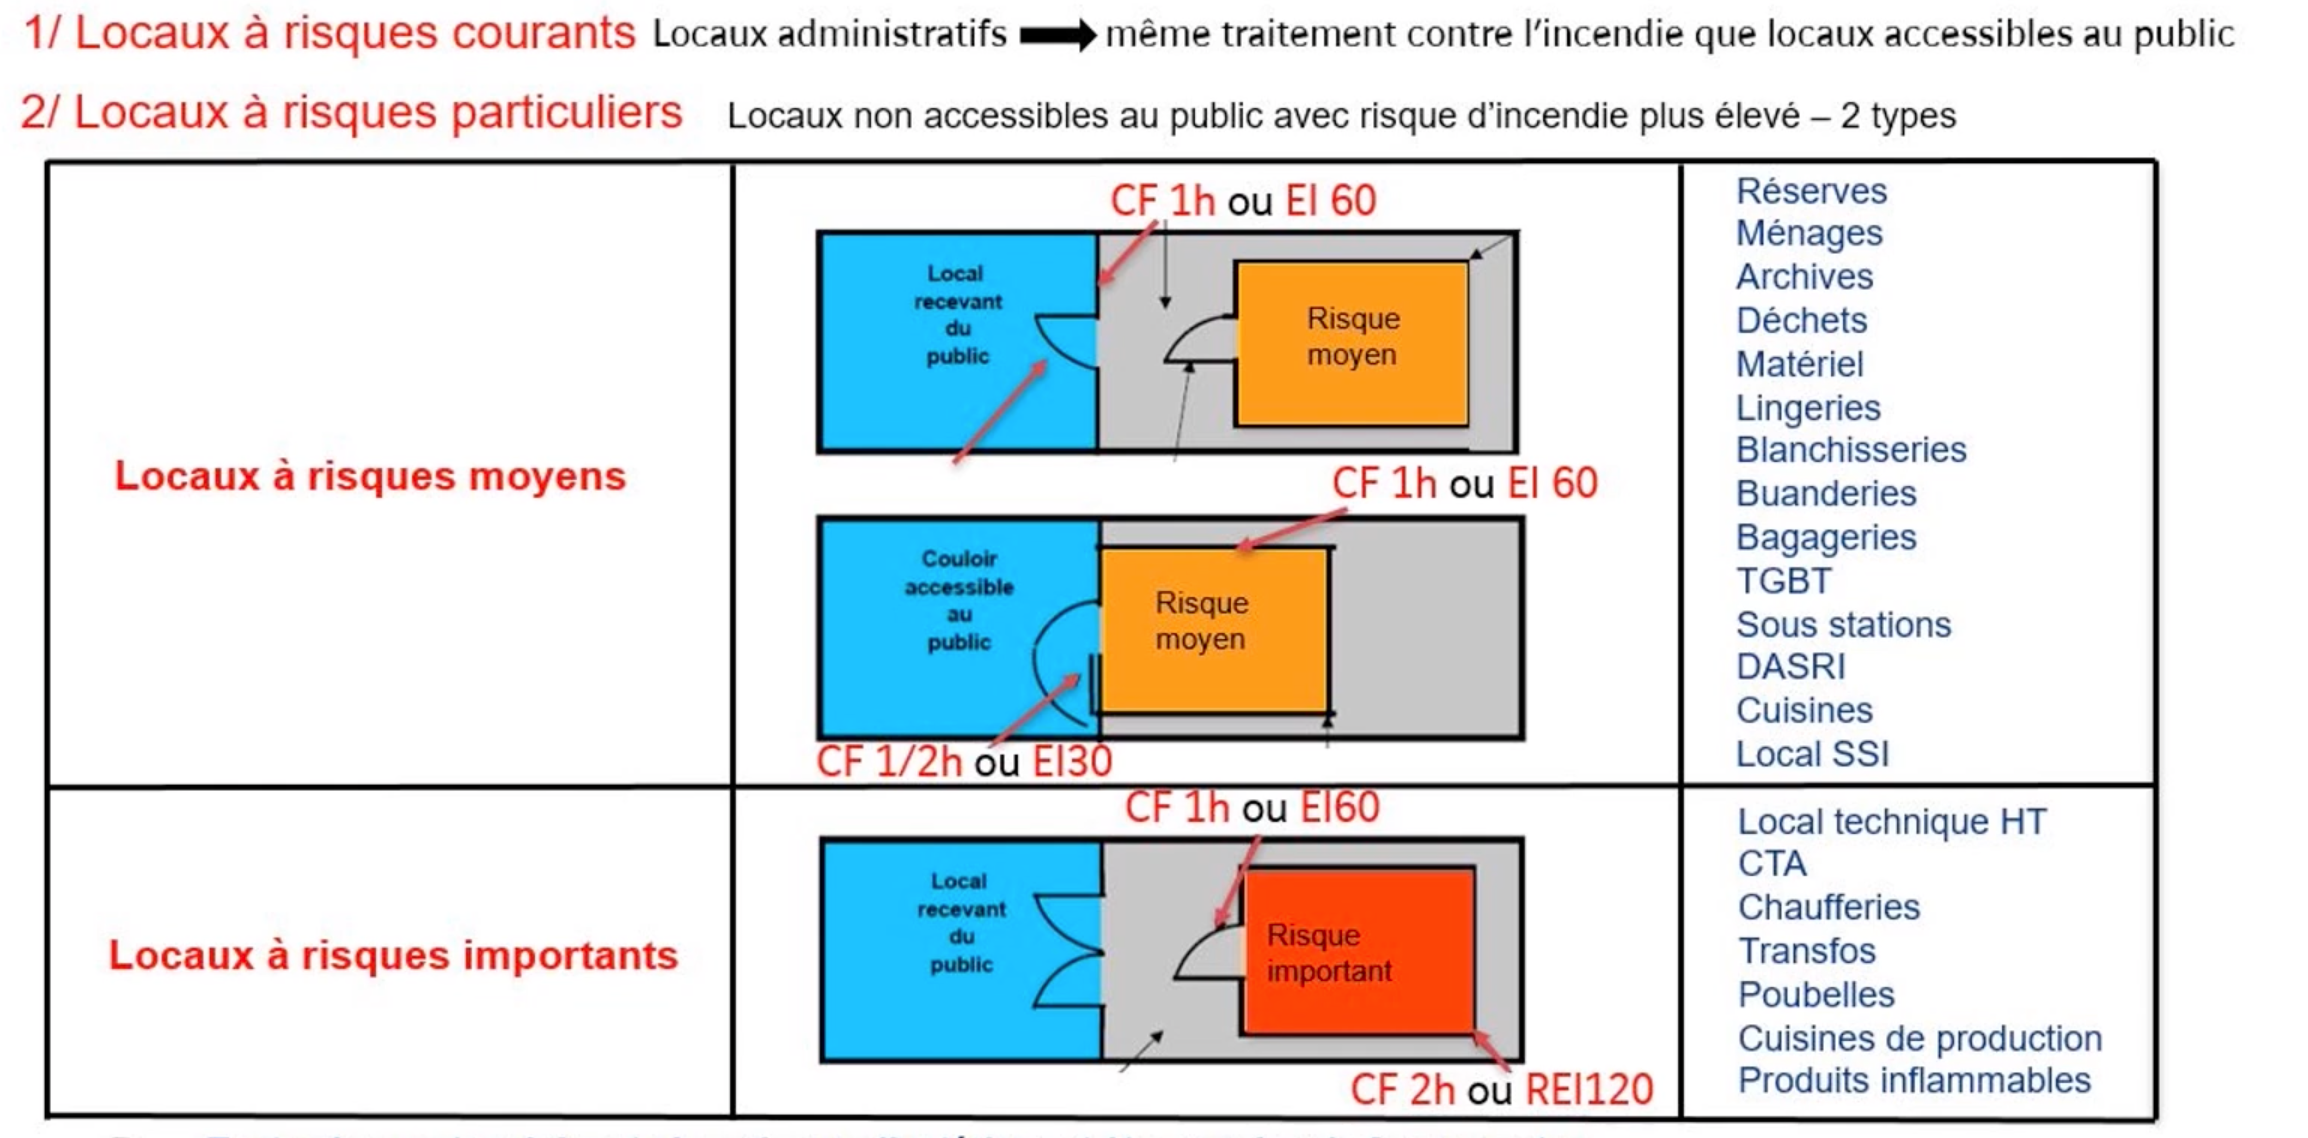 1/ Locaux à risques courants Locaux administratifs ➡ même traitement contre l'incendie que locaux accessibles au public
2/ Locaux à risques particuliers Locaux non accessibles au public avec risque d'incendie plus élevé – 2 types
Locaux à risques moyens
CF 1h ou EI 60
Local
recevant
du
public
Risque
moyen
CF 1h ou EI 60
Couloir
accessible
au
public
Risque
moyen
CF 1/2h ou EI30
Réserves
Ménages
Archives
Déchets
Matériel
Lingeries
Blanchisseries
Buanderies
Bagageries
TGBT
Sous stations
DASRI
Cuisines
Local SSI
Locaux à risques importants
CF 1h ou EI60
Local
recevant
du
public
Risque
important
CF 2h ou REI120
Local technique HT
CTA
Chaufferies
Transfos
Poubelles
Cuisines de production
Produits inflammables